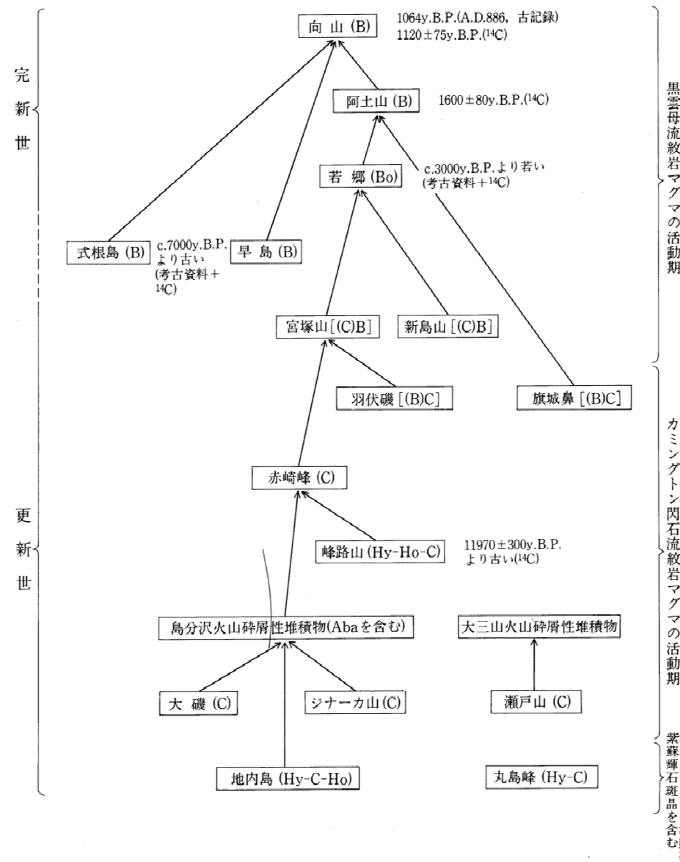 向 山 (B)
1064y.B.P.(A.D.886, 古記録)
1120±75y.B.P.(¹⁴C)
阿土山 (B)
1600±80y.B.P.(¹⁴C)
若 郷 (Bo)
c.3000y.B.P.より若い
(考古資料+¹⁴C)
式根島 (B)
c.7000y.B.P.
より古い
(考古資料+
¹⁴C)
早 島 (B)
宮塚山[(C)B]
新島山[(C)B]
羽伏磯[(B)C]
旗城鼻[(B)C]
赤崎峰 (C)
峰路山(Hy-Ho-C)
11970±300y.B.P.
より古い(¹⁴C)
島分沢火山砕屑性堆積物(Abaを含む)
大三山火山砕屑性堆積物
大 磯 (C)
ジナーカ山(C)
瀬戸山 (C)
地内島 (Hy-C-Ho)
丸島峰 (Hy-C)
完新世
更新世
黒雲母流紋岩マグマの活動期
カミングトン閃石流紋岩マグマの活動期
紫蘇輝石斑晶を含む